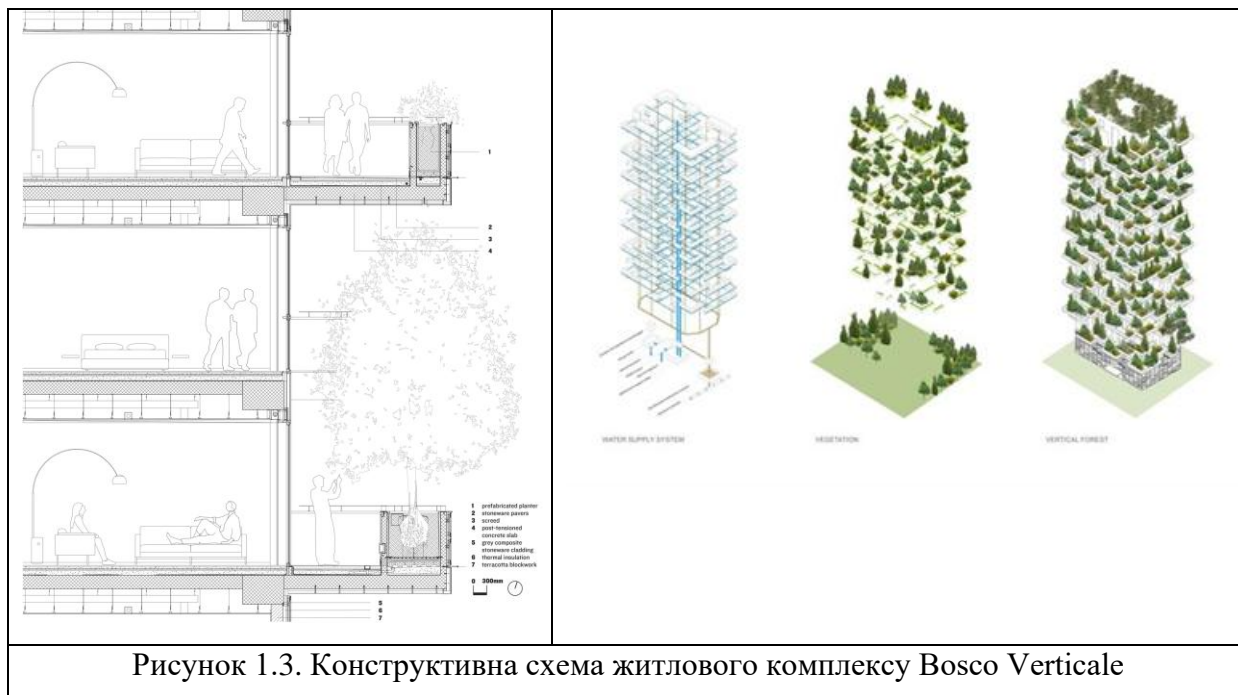 1
2
3
4
1 prefabricated planter
2 stoneware pavers
3 screed
4 post-tensioned
concrete slab
5 grey composite
stoneware cladding
6 thermal insulation
7 terracotta blockwork
0 300mm
5
6
7
WATER SUPPLY SYSTEM
VEGETATION
VERTICAL FOREST
Рисунок 1.3. Конструктивна схема житлового комплексу Bosco Verticale